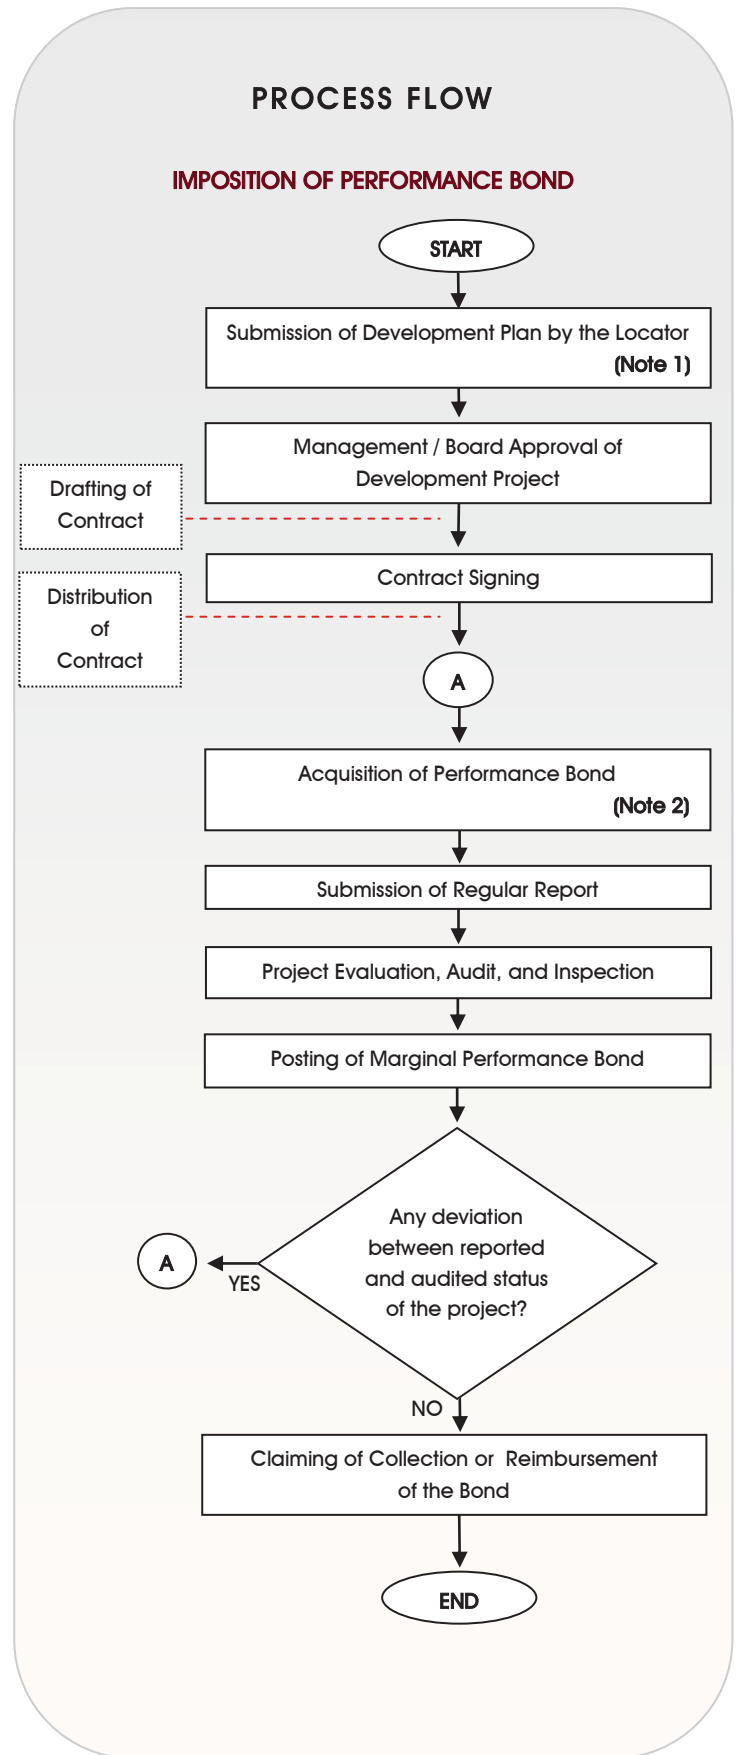 PROCESS FLOW
IMPOSITION OF PERFORMANCE BOND
START
Submission of Development Plan by the Locator
(Note 1)
Management / Board Approval of
Development Project
Drafting of
Contract
Contract Signing
Distribution
of
Contract
A
Acquisition of Performance Bond
(Note 2)
Submission of Regular Report
Project Evaluation, Audit, and Inspection
Posting of Marginal Performance Bond
Any deviation
between reported
and audited status
of the project?
A
YES
NO
Claiming of Collection or Reimbursement
of the Bond
END